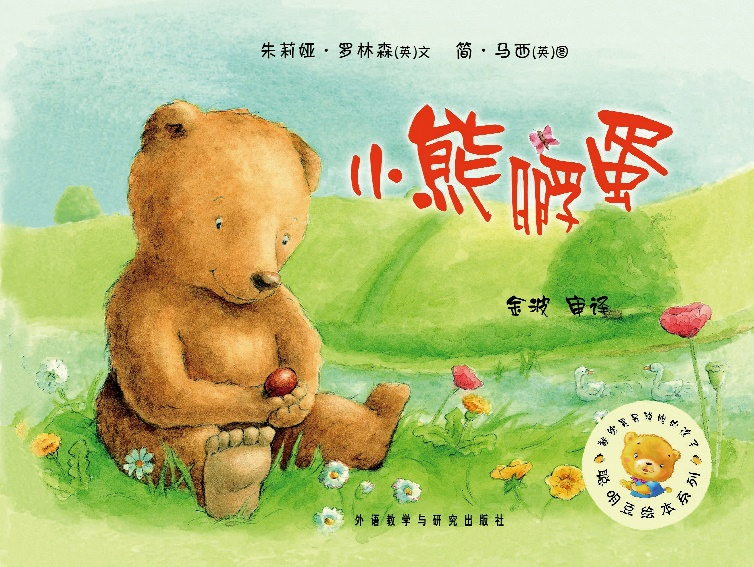 朱莉娅·罗林森(英)文 简·马西(英)图
小熊孵蛋
金波 审译
外语教学与研究出版社
聪明豆绘本系列